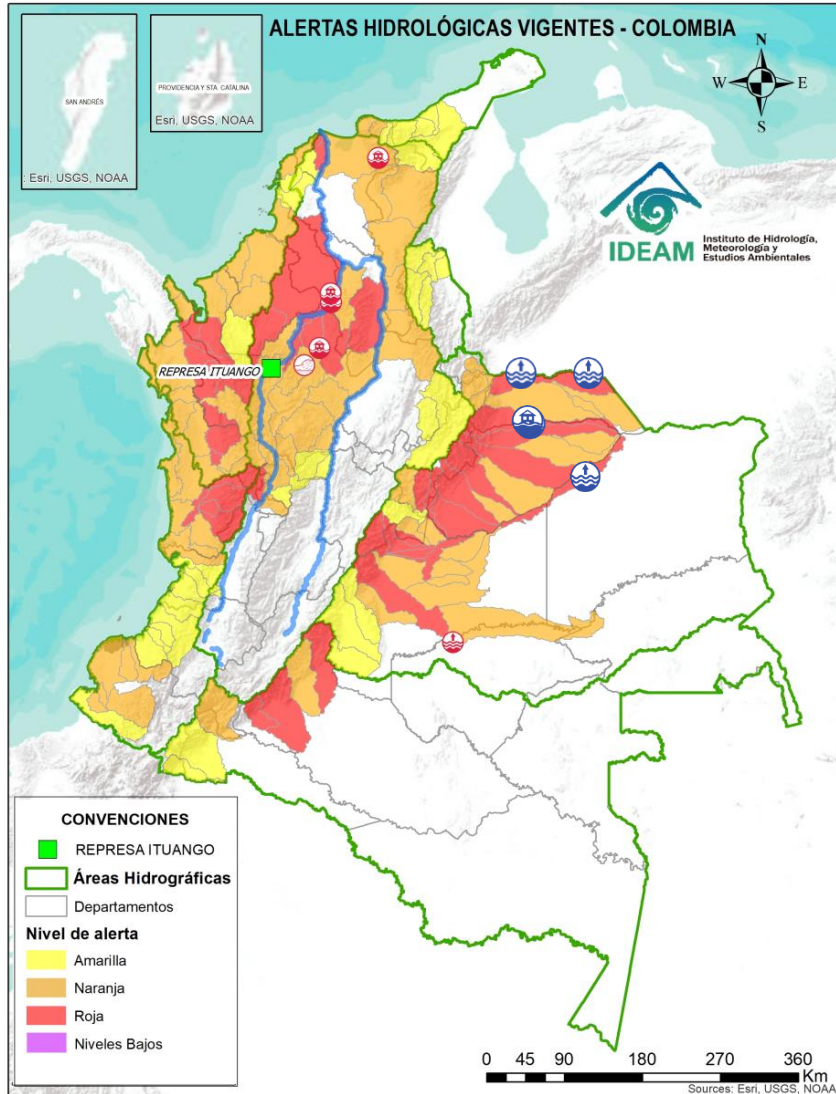 ALERTAS HIDROLÓGICAS VIGENTES - COLOMBIA
SAN ANDRÉS
: Esri, USGS, NOAA
PROVIDENCIA Y STA. CATALINA
Esri, USGS, NOAA
N
W
E
S
IDEAM
Instituto de Hidrología,
Meteorología y
Estudios Ambientales
REPRESA ITUANGO
CONVENCIONES
REPRESA ITUANGO
Áreas Hidrográficas
Departamentos
Nivel de alerta
Amarilla
Naranja
Roja
Niveles Bajos
0 45 90 180 270 360
Km
Sources: Esri, USGS, NOAA